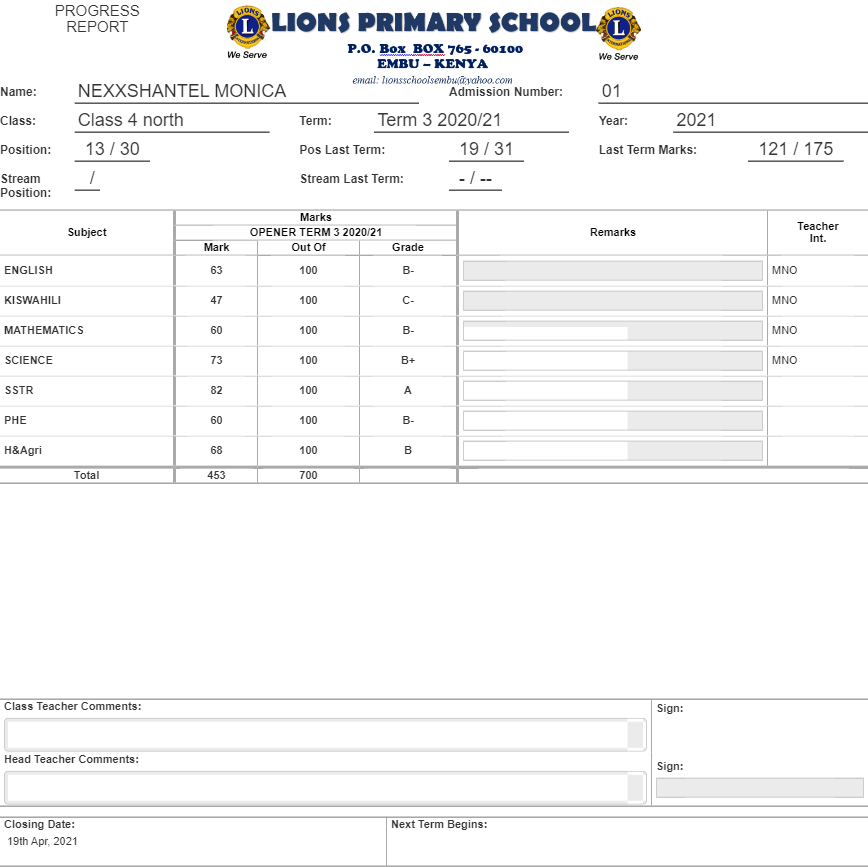 PROGRESS
REPORT
LIONS
L
We Serve
LIONS PRIMARY SCHOOL
P.O. Box BOX 765 - 60100
EMBU – KENYA
email: lionsschoolsembu@yahoo.com
LIONS
L
We Serve
Name: NEXXSHANTEL MONICA Admission Number: 01
Class: Class 4 north Term: Term 3 2020/21 Year: 2021
Position: 13 / 30 Pos Last Term: 19 / 31 Last Term Marks: 121 / 175
Stream Position: / Stream Last Term: - / --
Subject Marks Remarks Teacher Int.
OPENER TERM 3 2020/21
Mark Out Of Grade
ENGLISH 63 100 B- MNO
KISWAHILI 47 100 C- MNO
MATHEMATICS 60 100 B- MNO
SCIENCE 73 100 B+ MNO
SSTR 82 100 A
PHE 60 100 B-
H&Agri 68 100 B
Total 453 700
Class Teacher Comments: Sign:
Head Teacher Comments: Sign:
Closing Date: Next Term Begins:
19th Apr, 2021